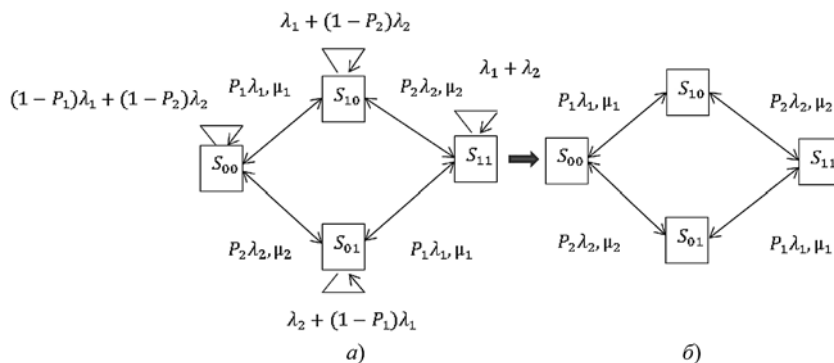 λ₁ + (1 − P₂)λ₂
λ₁ + λ₂
(1 − P₁)λ₁ + (1 − P₂)λ₂
P₁λ₁, μ₁
S₁₀
P₂λ₂, μ₂
S₀₀
S₁₁
P₂λ₂, μ₂
S₀₁
P₁λ₁, μ₁
λ₂ + (1 − P₁)λ₁
а)
P₁λ₁, μ₁
S₁₀
P₂λ₂, μ₂
S₀₀
S₁₁
P₂λ₂, μ₂
S₀₁
P₁λ₁, μ₁
б)